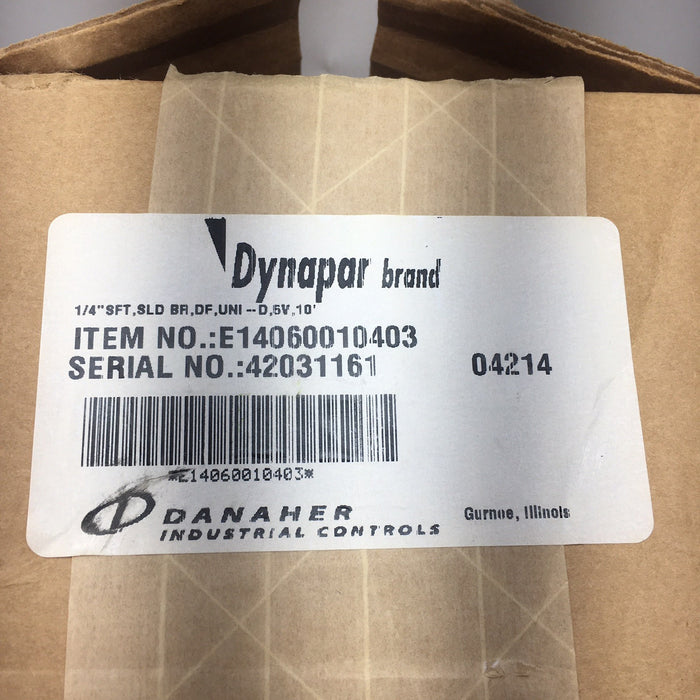 Dynapar brand
1/4"SFT,SLD BR,DF,UNI --D,5V,10'
ITEM NO.:E14060010403
SERIAL NO.:42031161 04214
*E14060010403*
DANAHER
INDUSTRIAL CONTROLS
Gurnee, Illinois